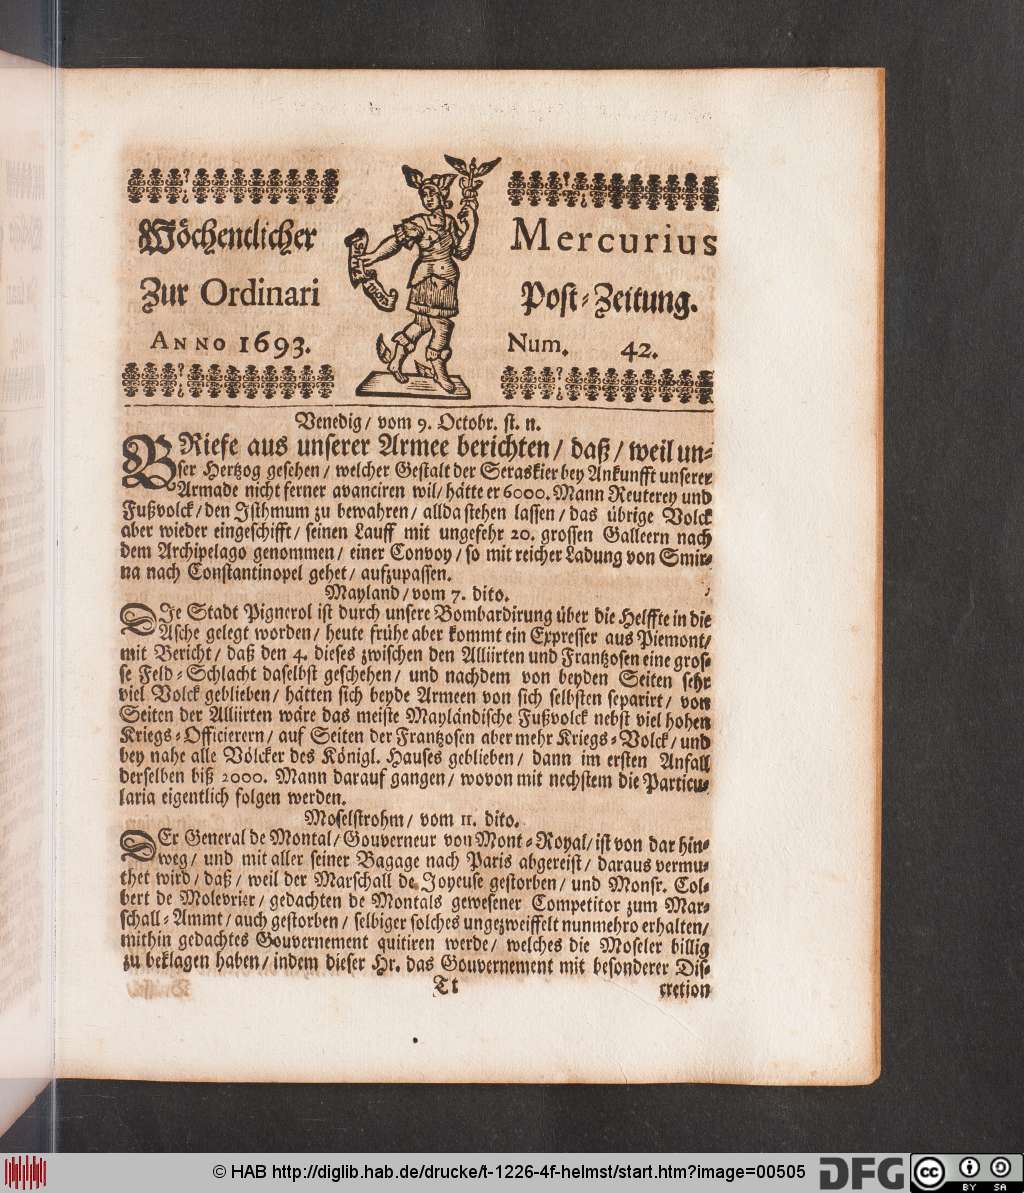 Wöchentlicher Mercurius
Zur Ordinari Post-Zeitung.
ANNO 1693. Num. 42.
Venedig/ vom 9. Octobr. st. n.
BRiefe aus unserer Armee berichten/ daß/ weil un-
ser Hertzog gesehen/ welcher Gestalt der Seraskier bey Ankunfft unserer
Armade nicht ferner avanciren wil/ hätte er 6000. Mann Reuterey und
Fußvolck/ den Isthmum zu bewahren/ allda stehen lassen/ das übrige Volck
aber wieder eingeschifft/ seinen Lauff mit ungefehr 20. grossen Galleern nach
dem Archipelago genommen/ einer Convoy/ so mit reicher Ladung von Smir-
na nach Constantinopel gehet/ aufzupassen.
Mayland/ vom 7. dito.
DIe Stadt Pignerol ist durch unsere Bombardirung über die Helffte in die
Asche gelegt worden/ heute frühe aber kommt ein Expresser aus Piemont/
mit Bericht/ daß den 4. dieses zwischen den Alliirten und Frantzosen eine gros-
se Feld-Schlacht daselbst geschehen/ und nachdem von beyden Seiten sehr
viel Volck geblieben/ hätten sich beyde Armeen von sich selbsten separirt/ von
Seiten der Alliirten wäre das meiste Mayländische Fußvolck nebst viel hohen
Kriegs-Officierern/ auf Seiten der Frantzosen aber mehr Kriegs-Volck/ und
bey nahe alle Völcker des Königl. Hauses geblieben/ dann im ersten Anfall
derselben biß 2000. Mann darauf gangen/ wovon mit nechstem die Particu-
laria eigentlich folgen werden.
Moselstrohm/ vom 11. dito.
DEr General de Montal/ Gouverneur von Mont-Royal/ ist von dar hin-
weg/ und mit aller seiner Bagage nach Paris abgereist/ daraus vermu-
thet wird/ daß/ weil der Marschall de Joyeuse gestorben/ und Monsr. Col-
bert de Molevrier/ gedachten de Montals gewesener Competitor zum Mar-
schall-Ammt/ auch gestorben/ selbiger solches ungezweiffelt nunmehro erhalten/
mithin gedachtes Gouvernement quitiren werde/ welches die Moseler billig
zu beklagen haben/ indem dieser Hr. das Gouvernement mit besonderer Dis-
Tt cretion
© HAB http://diglib.hab.de/drucke/t-1226-4f-helmst/start.htm?image=00505 DFG cc BY SA